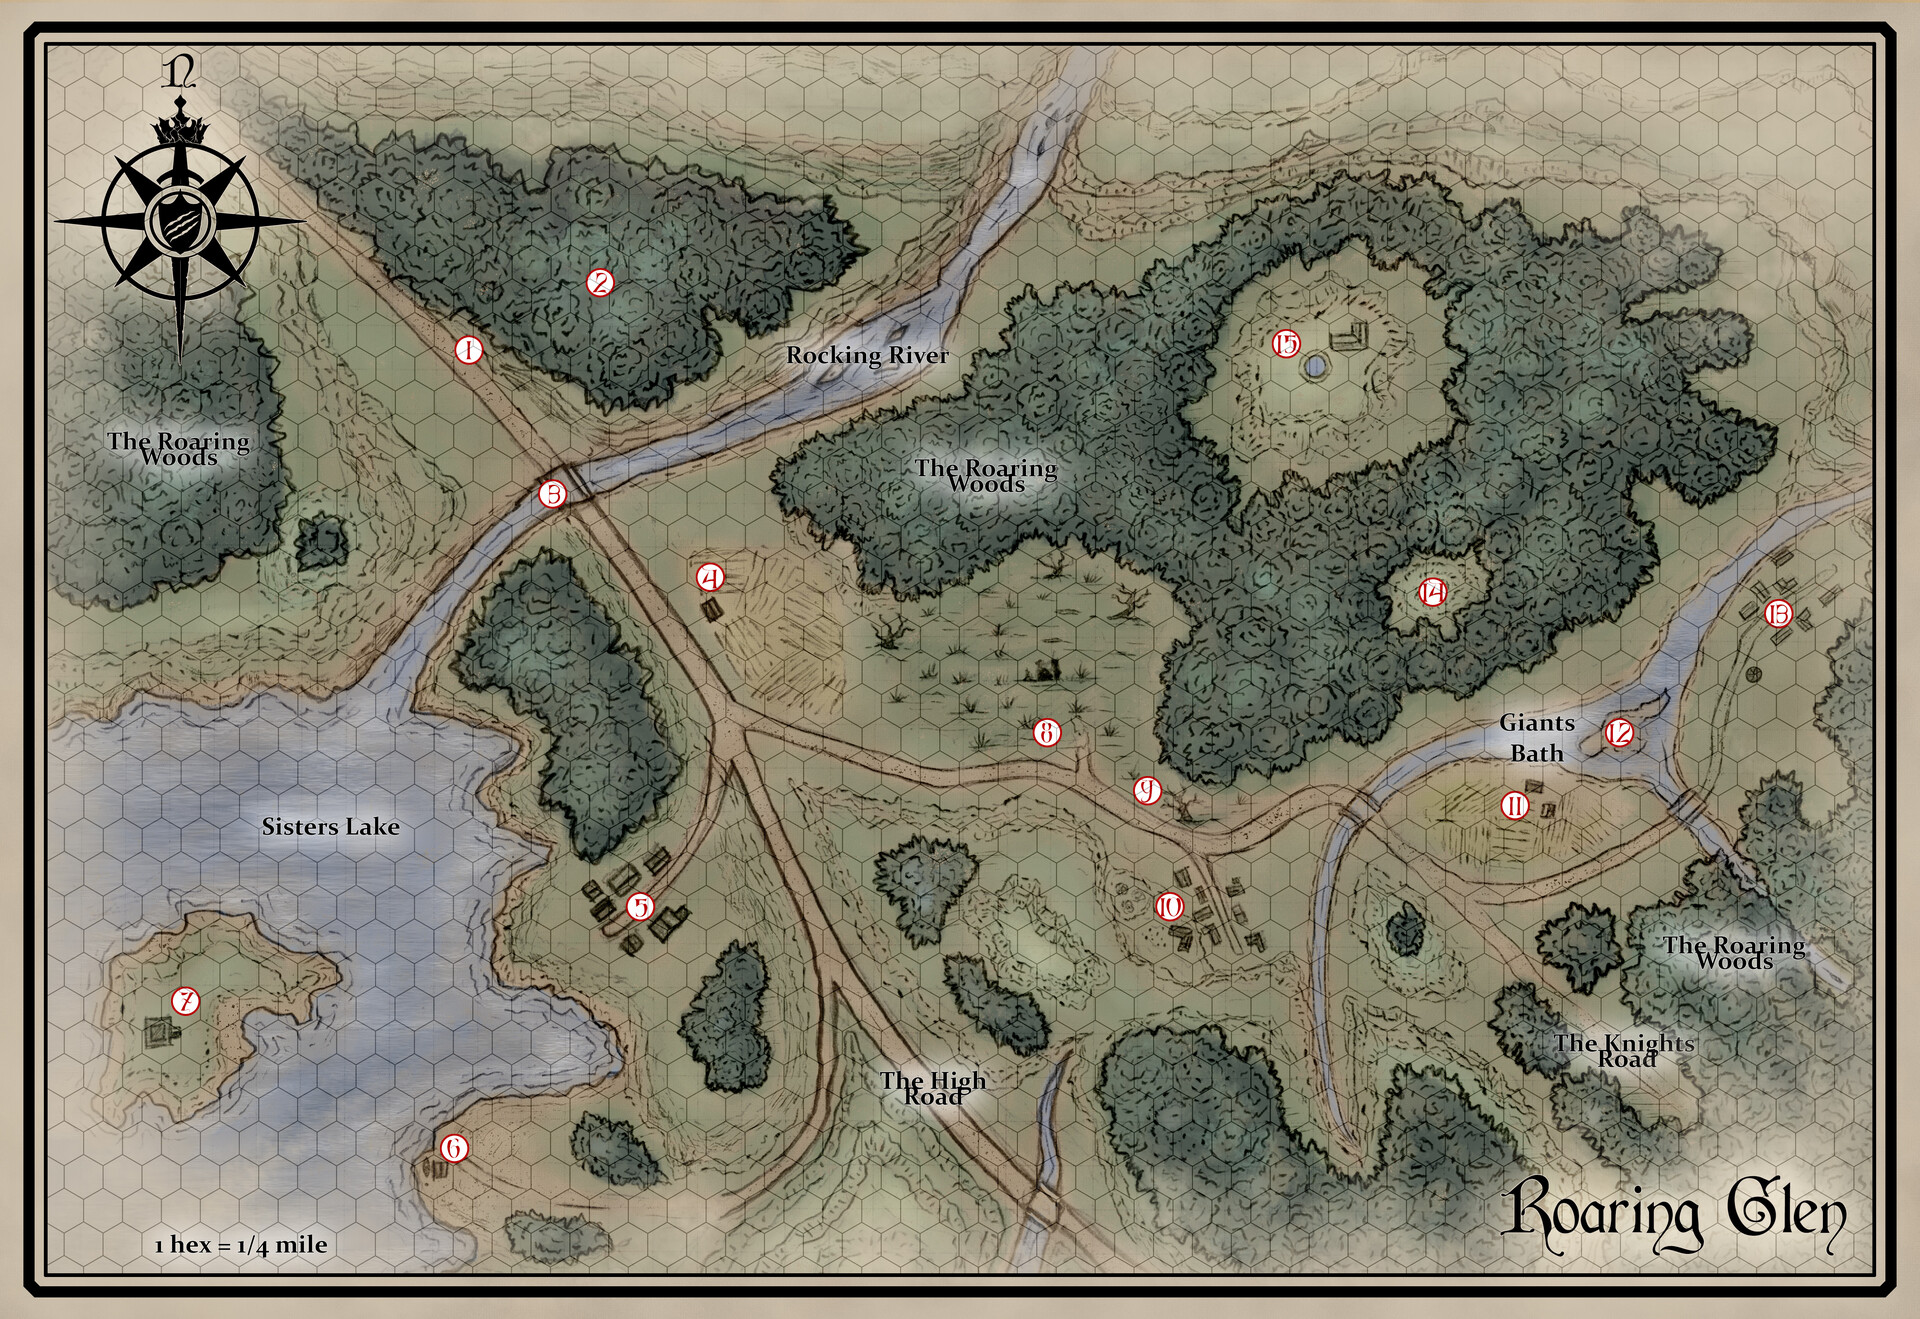 N
2
15
1
Rocking River
The Roaring
Woods
The Roaring
Woods
3
4
14
13
Giants
Bath
8
12
9
11
Sisters Lake
5
10
The Roaring
Woods
7
The Knights
Road
The High
Road
6
Roaring Glen
1 hex = 1/4 mile